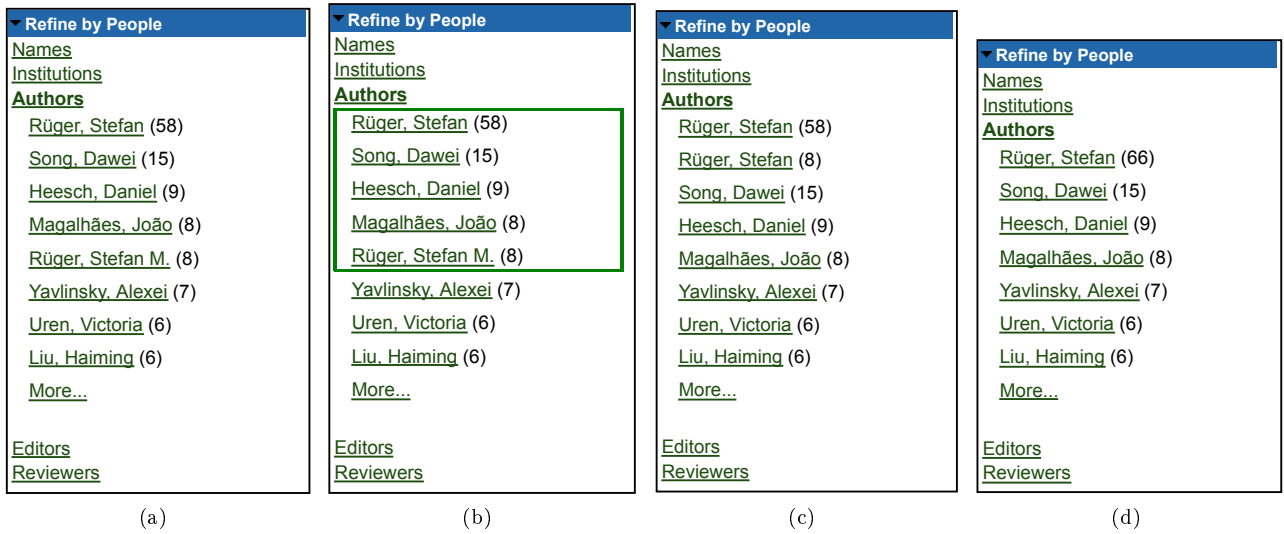 Refine by People
Names
Institutions
Authors
Rüger, Stefan (58)
Song, Dawei (15)
Heesch, Daniel (9)
Magalhães, João (8)
Rüger, Stefan M. (8)
Yavlinsky, Alexei (7)
Uren, Victoria (6)
Liu, Haiming (6)
More...
Editors
Reviewers
(a)
Refine by People
Names
Institutions
Authors
Rüger, Stefan (58)
Song, Dawei (15)
Heesch, Daniel (9)
Magalhães, João (8)
Rüger, Stefan M. (8)
Yavlinsky, Alexei (7)
Uren, Victoria (6)
Liu, Haiming (6)
More...
Editors
Reviewers
(b)
Refine by People
Names
Institutions
Authors
Rüger, Stefan (58)
Rüger, Stefan (8)
Song, Dawei (15)
Heesch, Daniel (9)
Magalhães, João (8)
Yavlinsky, Alexei (7)
Uren, Victoria (6)
Liu, Haiming (6)
More...
Editors
Reviewers
(c)
Refine by People
Names
Institutions
Authors
Rüger, Stefan (66)
Song, Dawei (15)
Heesch, Daniel (9)
Magalhães, João (8)
Yavlinsky, Alexei (7)
Uren, Victoria (6)
Liu, Haiming (6)
More...
Editors
Reviewers
(d)